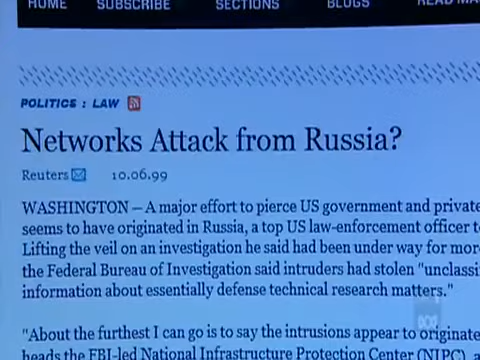 HOME SUBSCRIBE SECTIONS BLOGS READ MA
POLITICS : LAW
Networks Attack from Russia?
Reuters 10.06.99
WASHINGTON – A major effort to pierce US government and private
seems to have originated in Russia, a top US law-enforcement officer t
Lifting the veil on an investigation he said had been under way for mor
the Federal Bureau of Investigation said intruders had stolen "unclassi
information about essentially defense technical research matters."
"About the furthest I can go is to say the intrusions appear to originate
heads the FBI-led National Infrastructure Protection Center (NIPC), a
abc